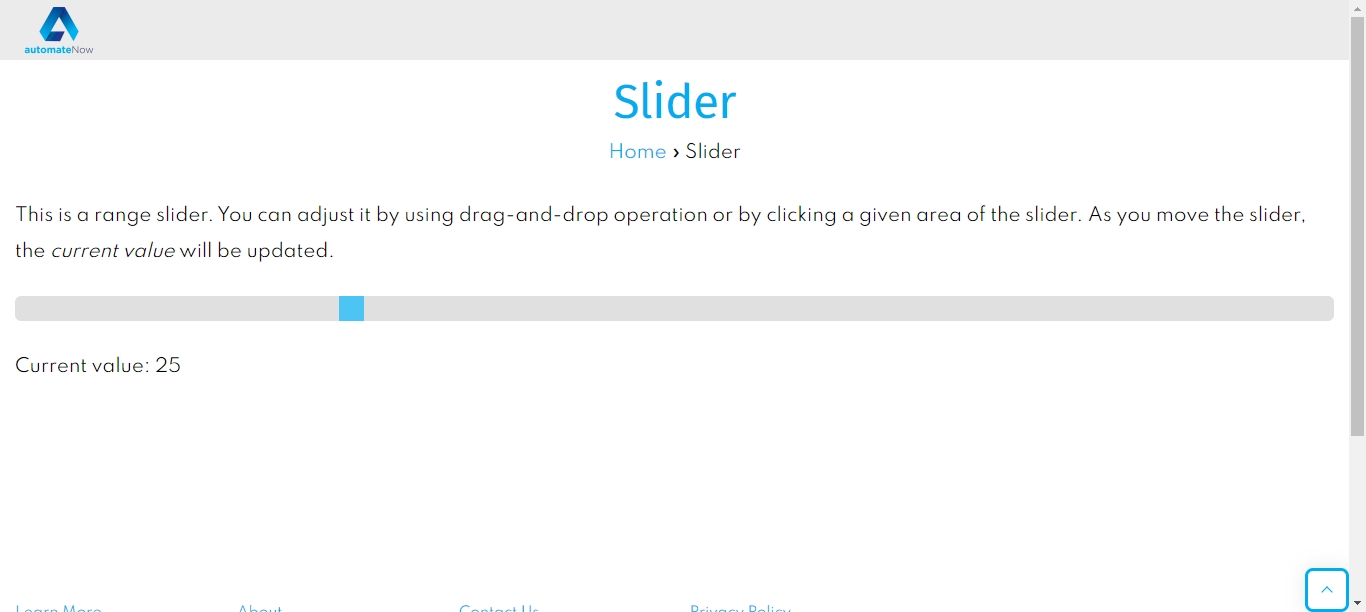 automateNow
Slider
Home › Slider
This is a range slider. You can adjust it by using drag-and-drop operation or by clicking a given area of the slider. As you move the slider,
the current value will be updated.
Current value: 25
Learn More
About
Contact Us
Privacy Policy